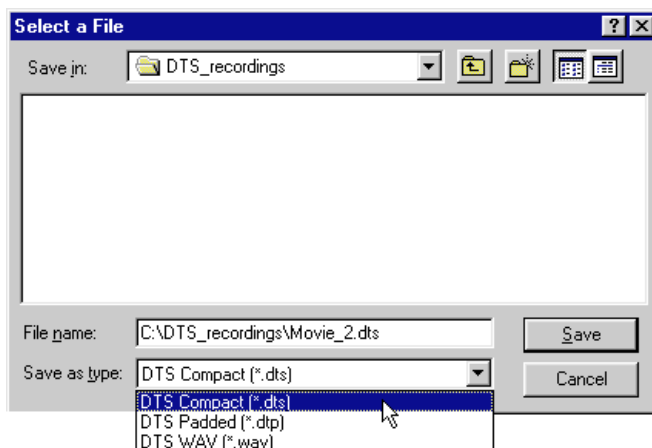 Select a File
Save in: DTS_recordings
File name: C:\DTS_recordings\Movie_2.dts Save
Save as type: DTS Compact (*.dts) Cancel
DTS Compact (*.dts)
DTS Padded (*.dtp)
DTS WAV (*.wav)